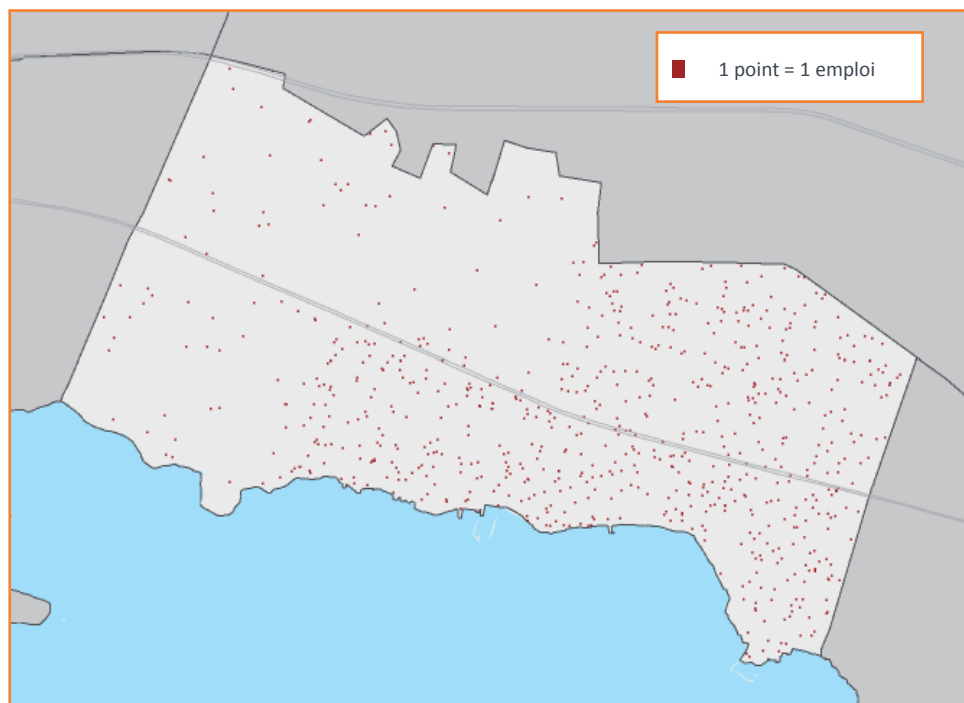 1 point = 1 emploi